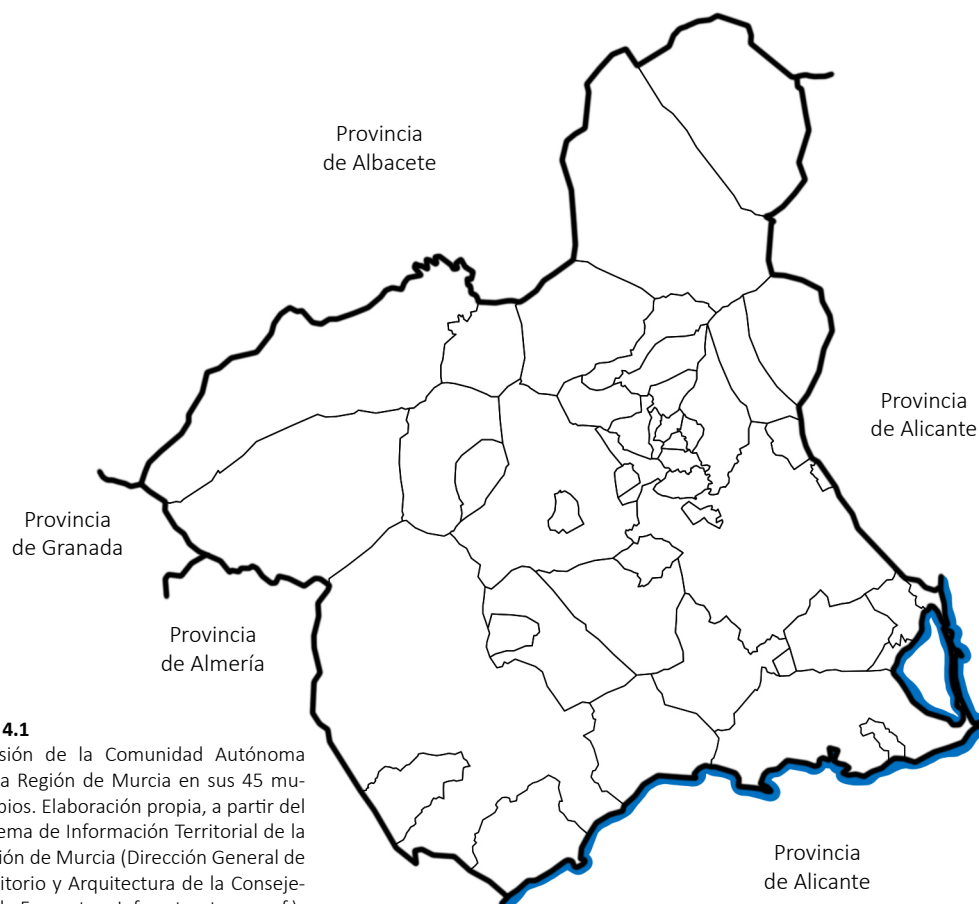 Provincia
de Albacete
Provincia
de Alicante
Provincia
de Granada
Provincia
de Almería
4.1
sión de la Comunidad Autónoma
a Región de Murcia en sus 45 mu-
pios. Elaboración propia, a partir del
ema de Información Territorial de la
ión de Murcia (Dirección General de
itorio y Arquitectura de la Conseje-
Provincia
de Alicante